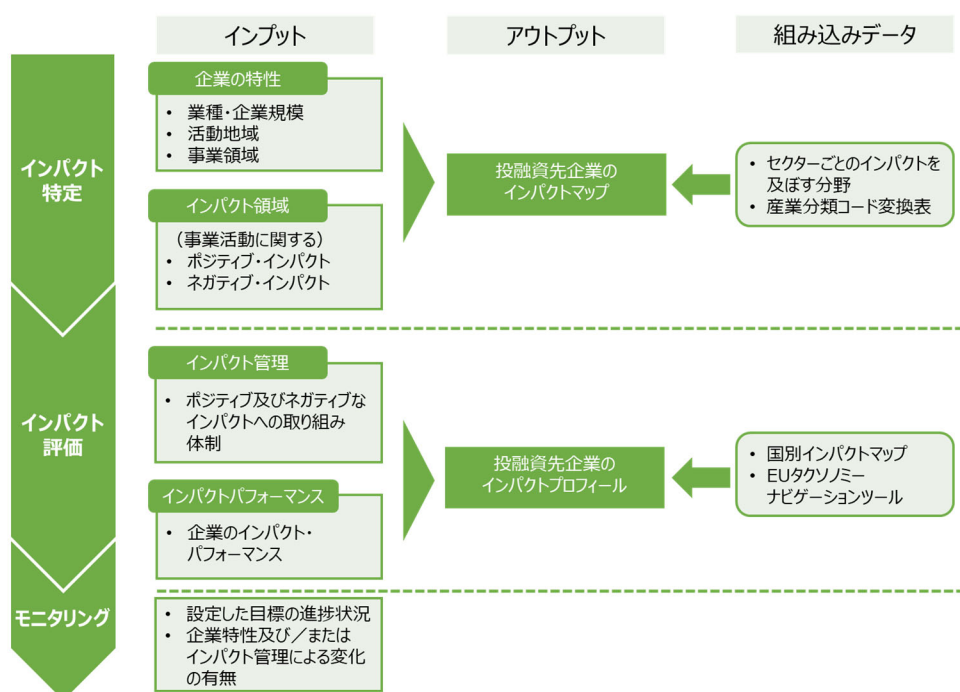 インプット
アウトプット
組み込みデータ
インパクト
特定
企業の特性
• 業種・企業規模
• 活動地域
• 事業領域
インパクト領域
（事業活動に関する）
• ポジティブ・インパクト
• ネガティブ・インパクト
投融資先企業の
インパクトマップ
• セクターごとのインパクトを
及ぼす分野
• 産業分類コード変換表
インパクト
評価
インパクト管理
• ポジティブ及びネガティブな
インパクトへの取り組み
体制
インパクトパフォーマンス
• 企業のインパクト・
パフォーマンス
投融資先企業の
インパクトプロフィール
• 国別インパクトマップ
• EUタクソノミー
ナビゲーションツール
モニタリング
• 設定した目標の進捗状況
• 企業特性及び／または
インパクト管理による変化
の有無